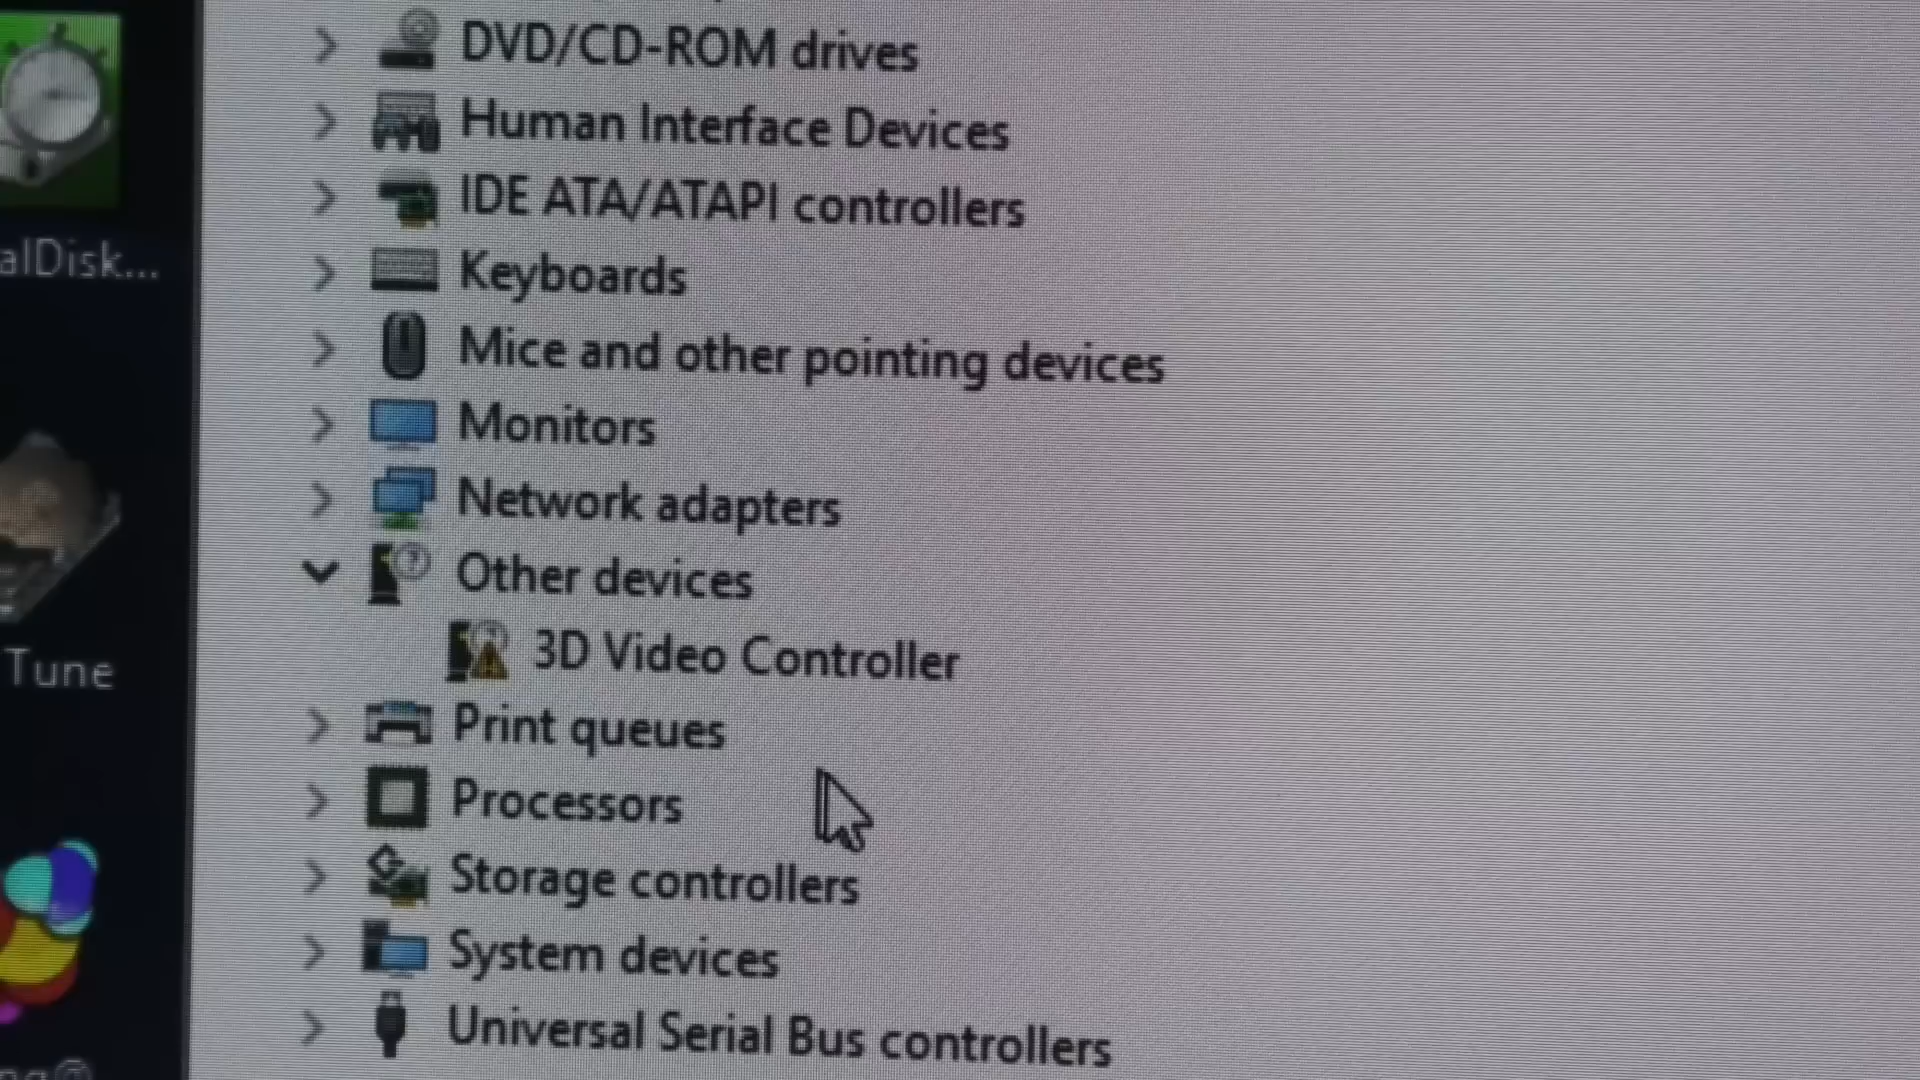 DVD/CD-ROM drives
Human Interface Devices
IDE ATA/ATAPI controllers
alDisk...
Keyboards
Mice and other pointing devices
Monitors
Network adapters
Other devices
3D Video Controller
Tune
Print queues
Processors
Storage controllers
System devices
Universal Serial Bus controllers